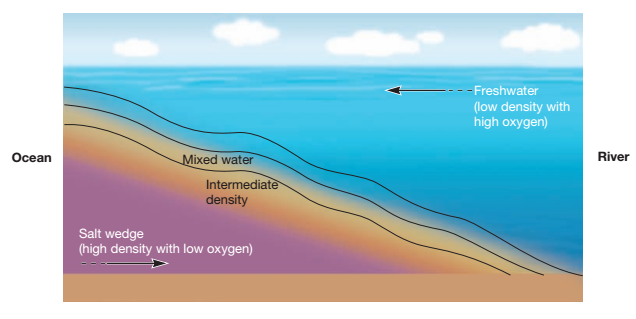 Freshwater
(low density with
high oxygen)
Ocean
River
Mixed water
Intermediate
density
Salt wedge
(high density with low oxygen)